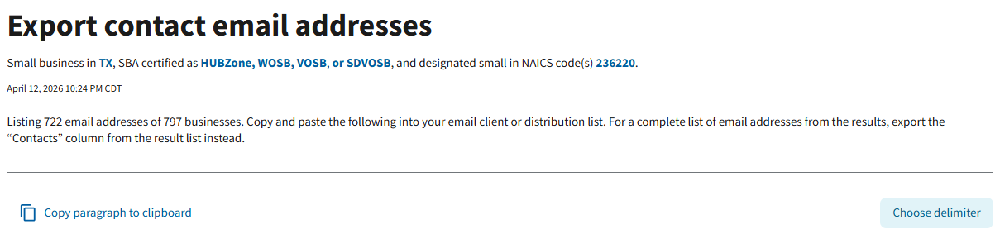 Export contact email addresses
Small business in TX, SBA certified as HUBZone, WOSB, VOSB, or SDVOSB, and designated small in NAICS code(s) 236220.
April 12, 2026 10:24 PM CDT
Listing 722 email addresses of 797 businesses. Copy and paste the following into your email client or distribution list. For a complete list of email addresses from the results, export the
“Contacts” column from the result list instead.
Copy paragraph to clipboard
Choose delimiter